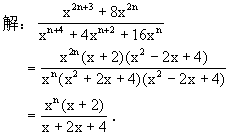 解：\frac{x^{2n+3}+8x^{2n}}{x^{n+4}+4x^{n+2}+16x^{n}}
=\frac{x^{2n}(x+2)(x^{2}-2x+4)}{x^{n}(x^{2}+2x+4)(x^{2}-2x+4)}
=\frac{x^{n}(x+2)}{x+2x+4}.